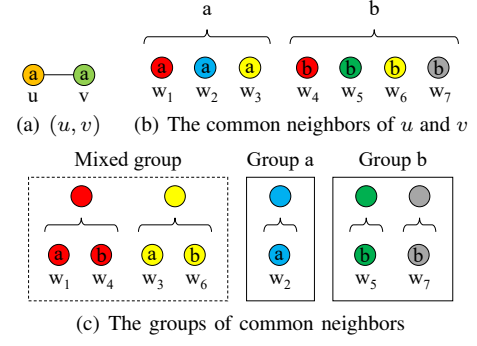 a b
a a
u v
a a a b b b b
w1 w2 w3 w4 w5 w6 w7
(a) (u, v) (b) The common neighbors of u and v
Mixed group Group a Group b
a b a b a b b
w1 w4 w3 w6 w2 w5 w7
(c) The groups of common neighbors